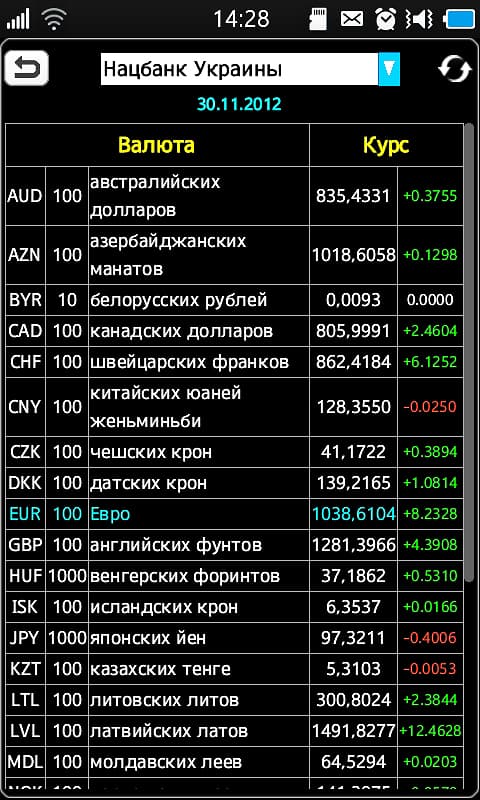 14:28
Нацбанк Украины
30.11.2012
Валюта Курс
AUD 100 австралийских долларов 835,4331 +0.3755
AZN 100 азербайджанских манатов 1018,6058 +0.1298
BYR 10 белорусских рублей 0,0093 0.0000
CAD 100 канадских долларов 805,9991 +2.4604
CHF 100 швейцарских франков 862,4184 +6.1252
CNY 100 китайских юаней женьминьби 128,3550 -0.0250
CZK 100 чешских крон 41,1722 +0.3894
DKK 100 датских крон 139,2165 +1.0814
EUR 100 Евро 1038,6104 +8.2328
GBP 100 английских фунтов 1281,3966 +4.3908
HUF 1000 венгерских форинтов 37,1862 +0.5310
ISK 100 исландских крон 6,3537 +0.0166
JPY 1000 японских йен 97,3211 -0.4006
KZT 100 казахских тенге 5,3103 -0.0053
LTL 100 литовских литов 300,8024 +2.3844
LVL 100 латвийских латов 1491,8277 +12.4628
MDL 100 молдавских леев 64,5294 +0.0203